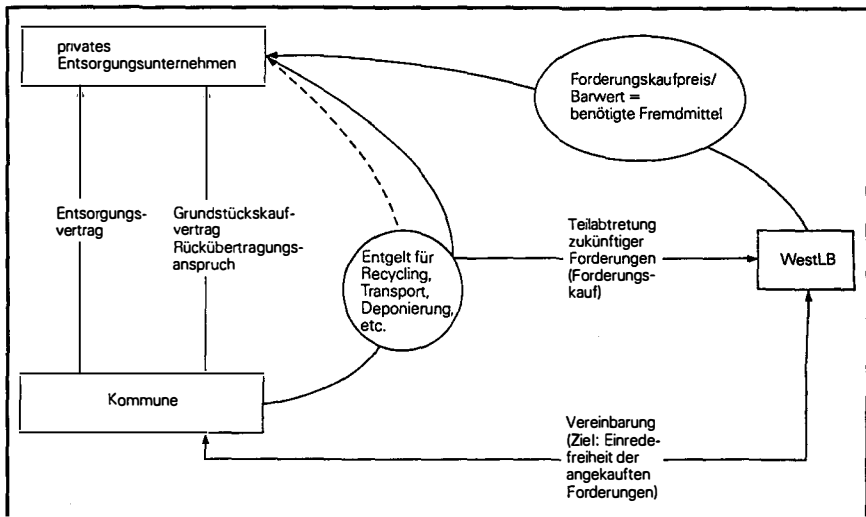 privates
Entsorgungsunternehmen
Forderungskaufpreis/
Barwert =
benötigte Fremdmittel
Entsorgungs-
vertrag
Grundstückskauf-
vertrag
Rückübertragungs-
anspruch
Entgelt für
Recycling,
Transport,
Deponierung,
etc.
Teilabtretung
zukünftiger
Forderungen
(Forderungs-
kauf)
WestLB
Kommune
Vereinbarung
(Ziel: Einrede-
freiheit der
angekauften
Forderungen)